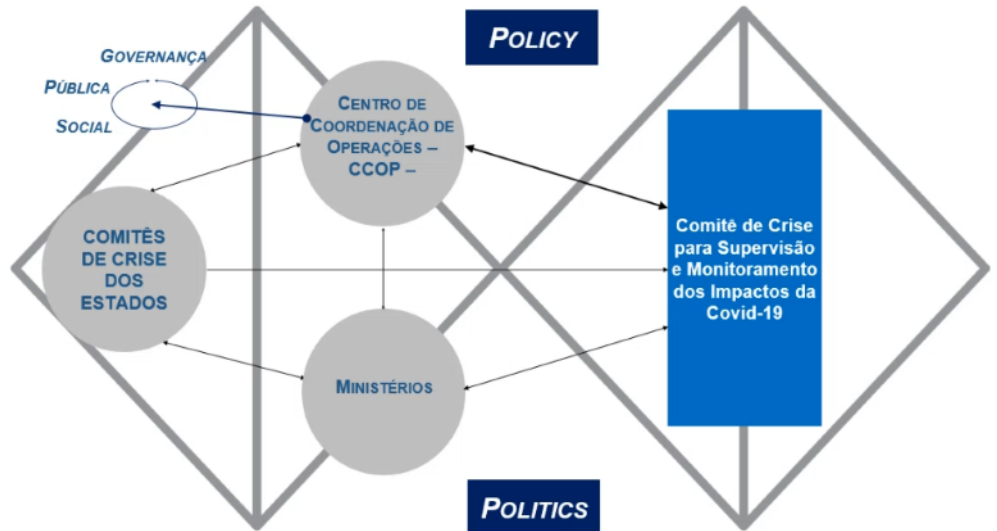 POLICY
GOVERNANÇA
PÚBLICA
SOCIAL
CENTRO DE
COORDENAÇÃO DE
OPERAÇÕES –
CCOP –
COMITÊS
DE CRISE
DOS
ESTADOS
Comitê de Crise
para Supervisão
e Monitoramento
dos Impactos da
Covid-19
MINISTÉRIOS
POLITICS